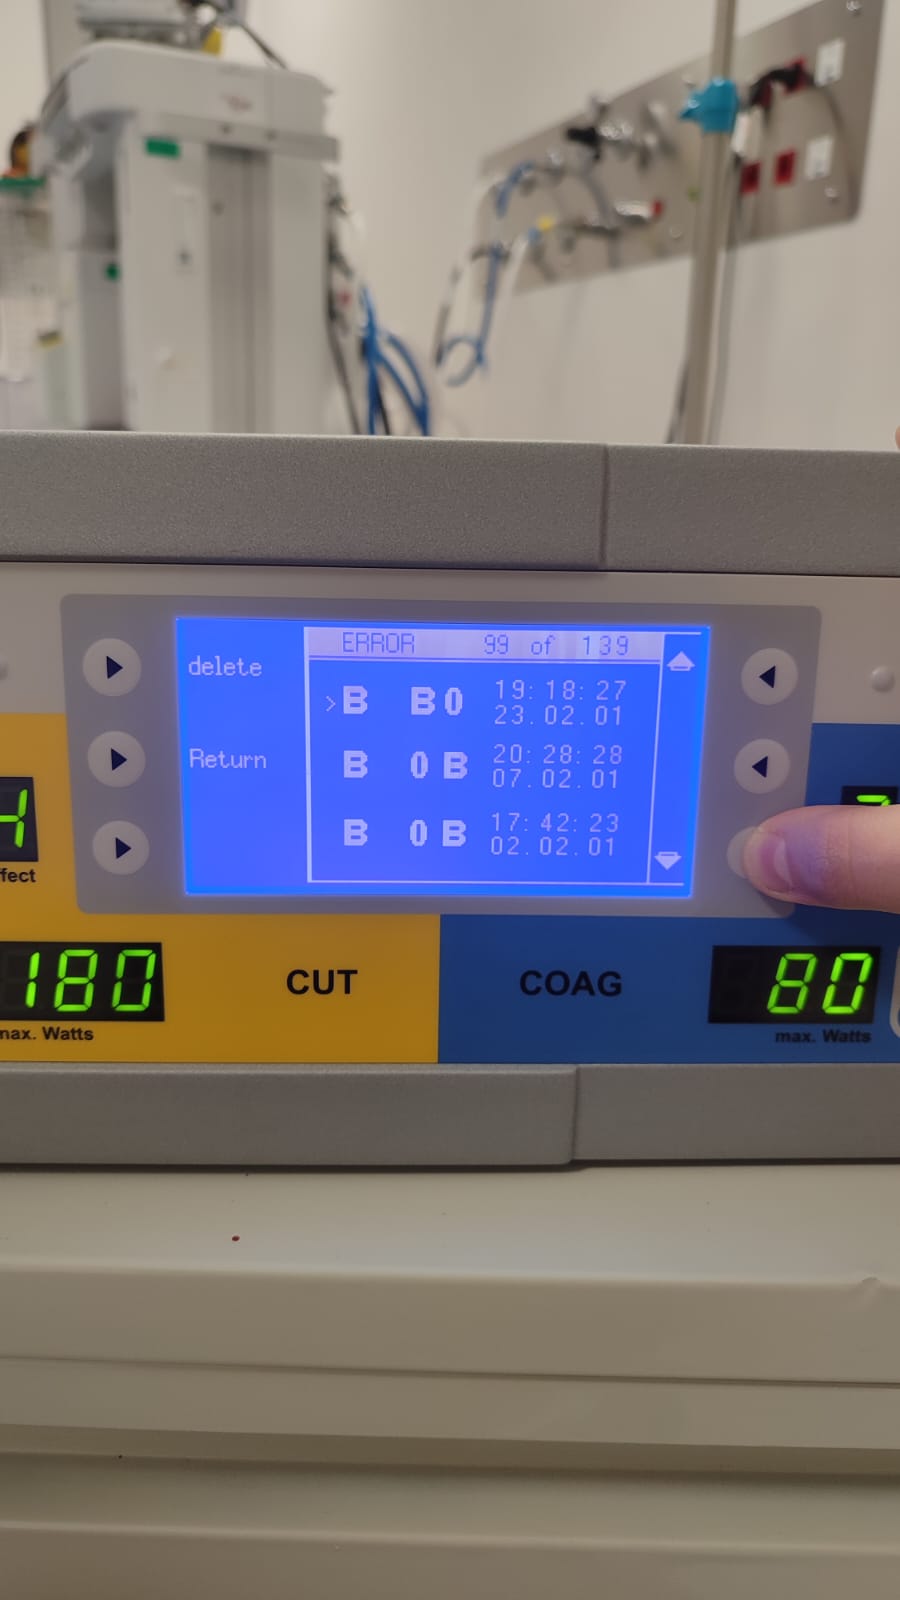 ERROR 99 of 139
delete
>B B0 19:18:27
23.02.01
Return
B 0B 20:28:28
07.02.01
B 0B 17:42:23
02.02.01
fect
180
CUT
COAG
80
max. Watts
max. Watts